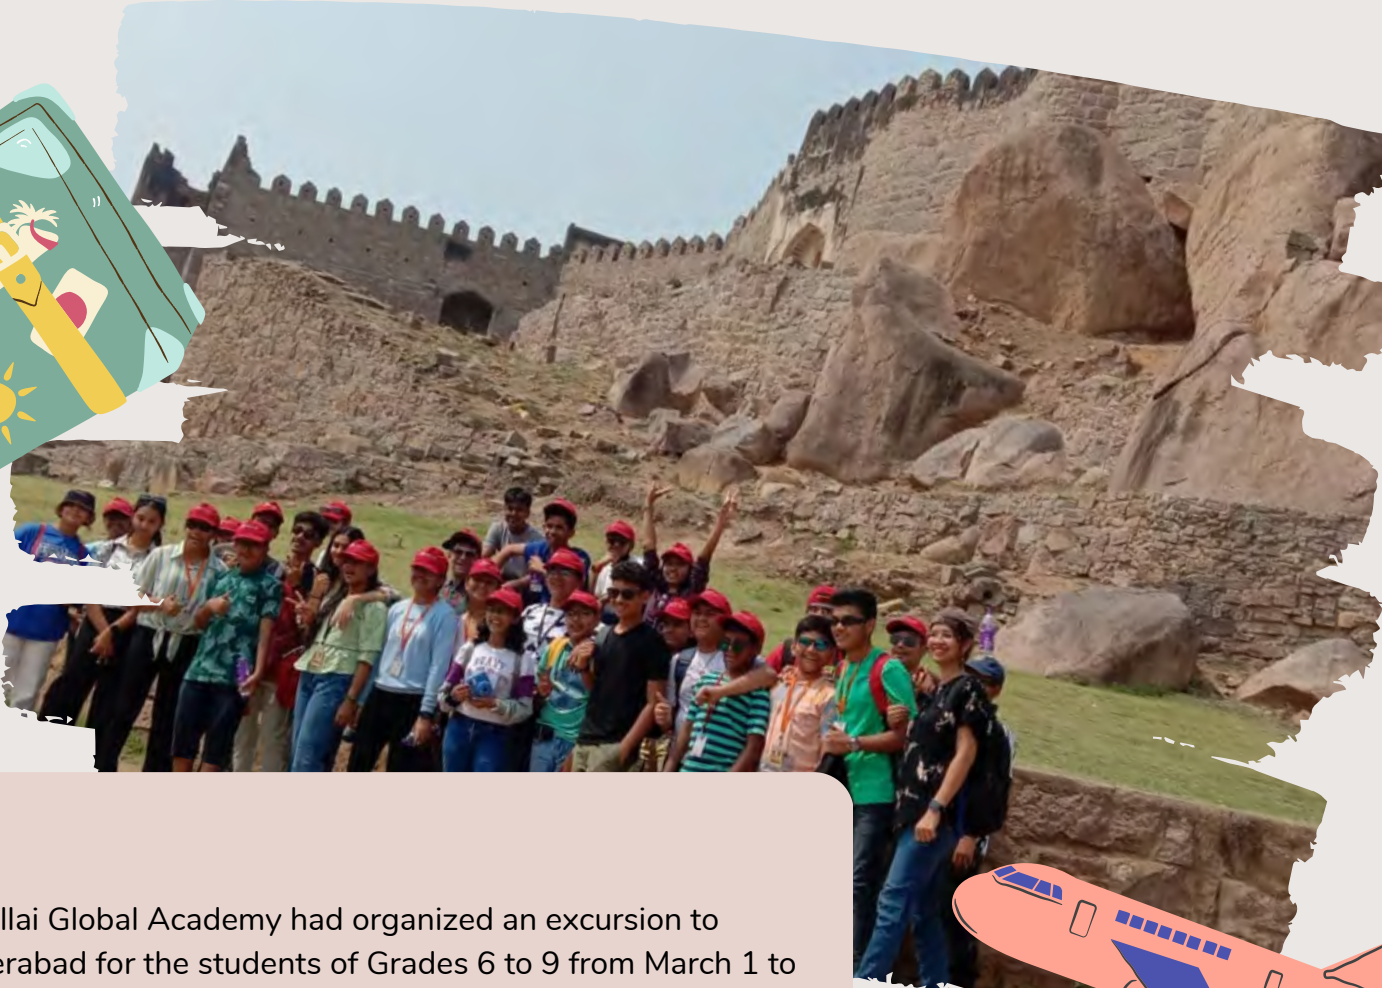 llai Global Academy had organized an excursion to
erabad for the students of Grades 6 to 9 from March 1 to